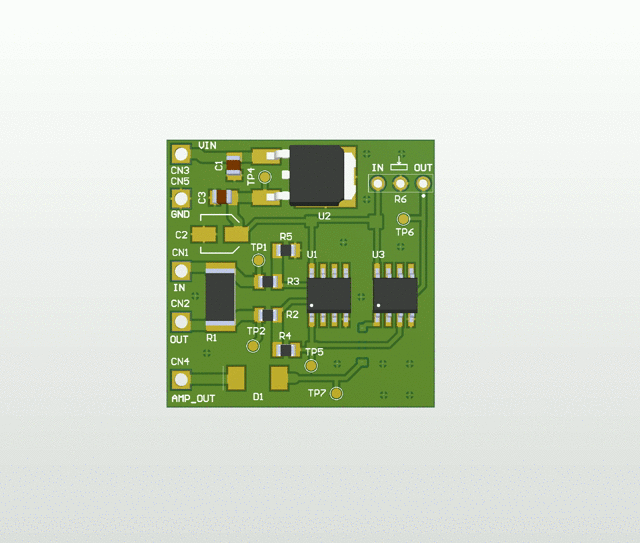 VIN
CN3
C1
TP4
CN5
C3
GND
U2
IN
OUT
R6
TP6
C2
CN1
TP1
R5
U1
U3
IN
R3
CN2
R2
OUT
R1
TP2
R4
TP5
CN4
AMP_OUT
D1
TP7